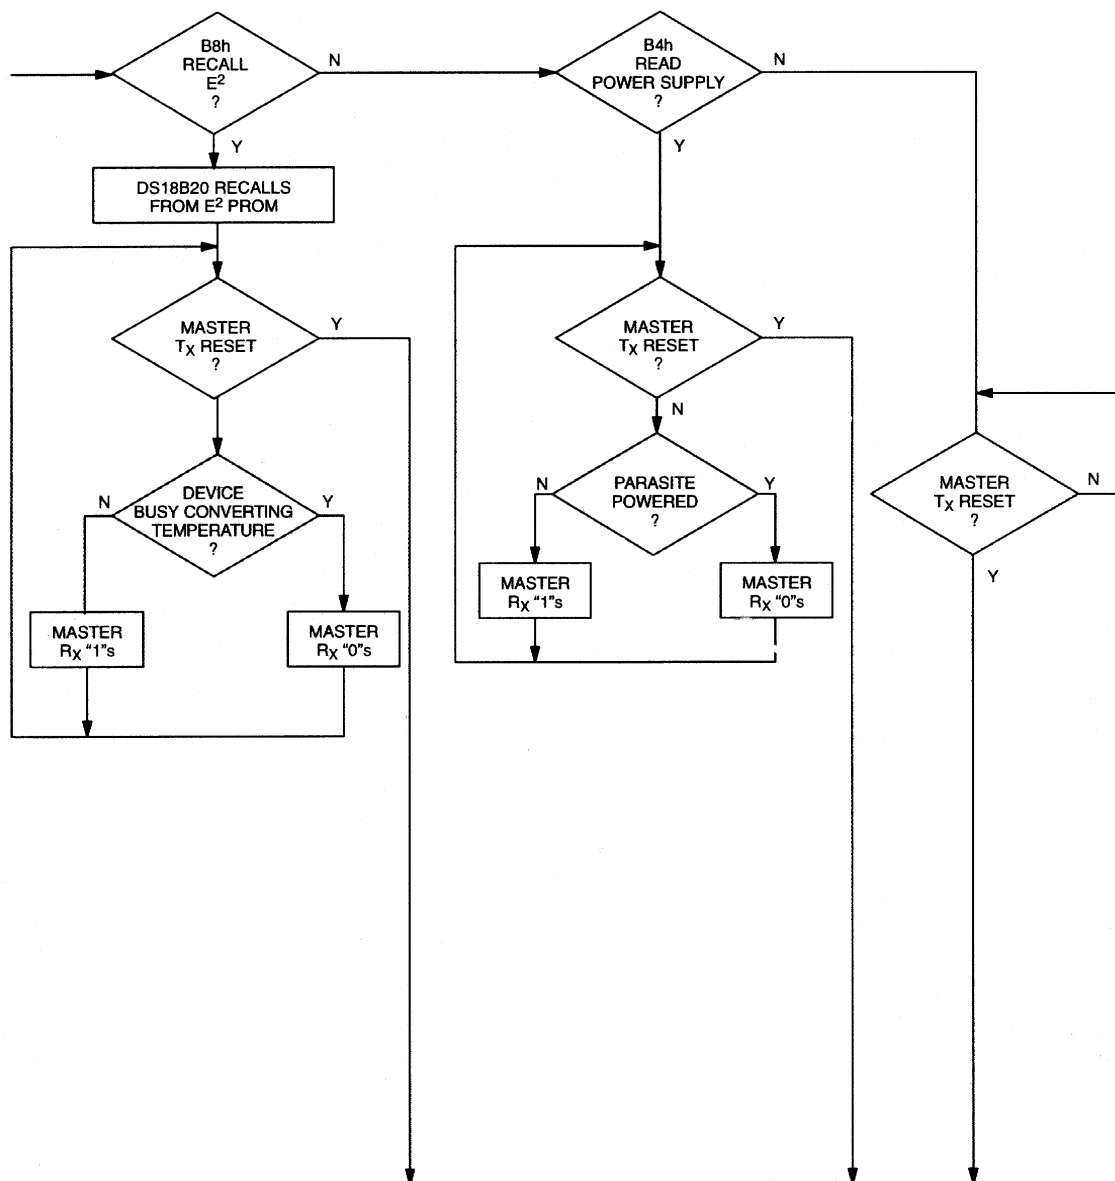 B8h
RECALL
E²
?
N
Y
DS18B20 RECALLS
FROM E² PROM
MASTER
TX RESET
?
Y
DEVICE
BUSY CONVERTING
TEMPERATURE
?
N
Y
MASTER
RX “1”s
MASTER
RX “0”s
B4h
READ
POWER SUPPLY
?
N
Y
MASTER
TX RESET
?
Y
N
PARASITE
POWERED
?
N
Y
MASTER
RX “1”s
MASTER
RX “0”s
MASTER
TX RESET
?
N
Y